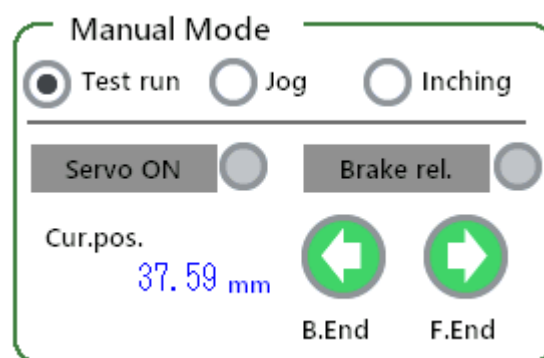 Manual Mode
Test run Jog Inching
Servo ON Brake rel.
Cur.pos.
37.59 mm
B.End F.End